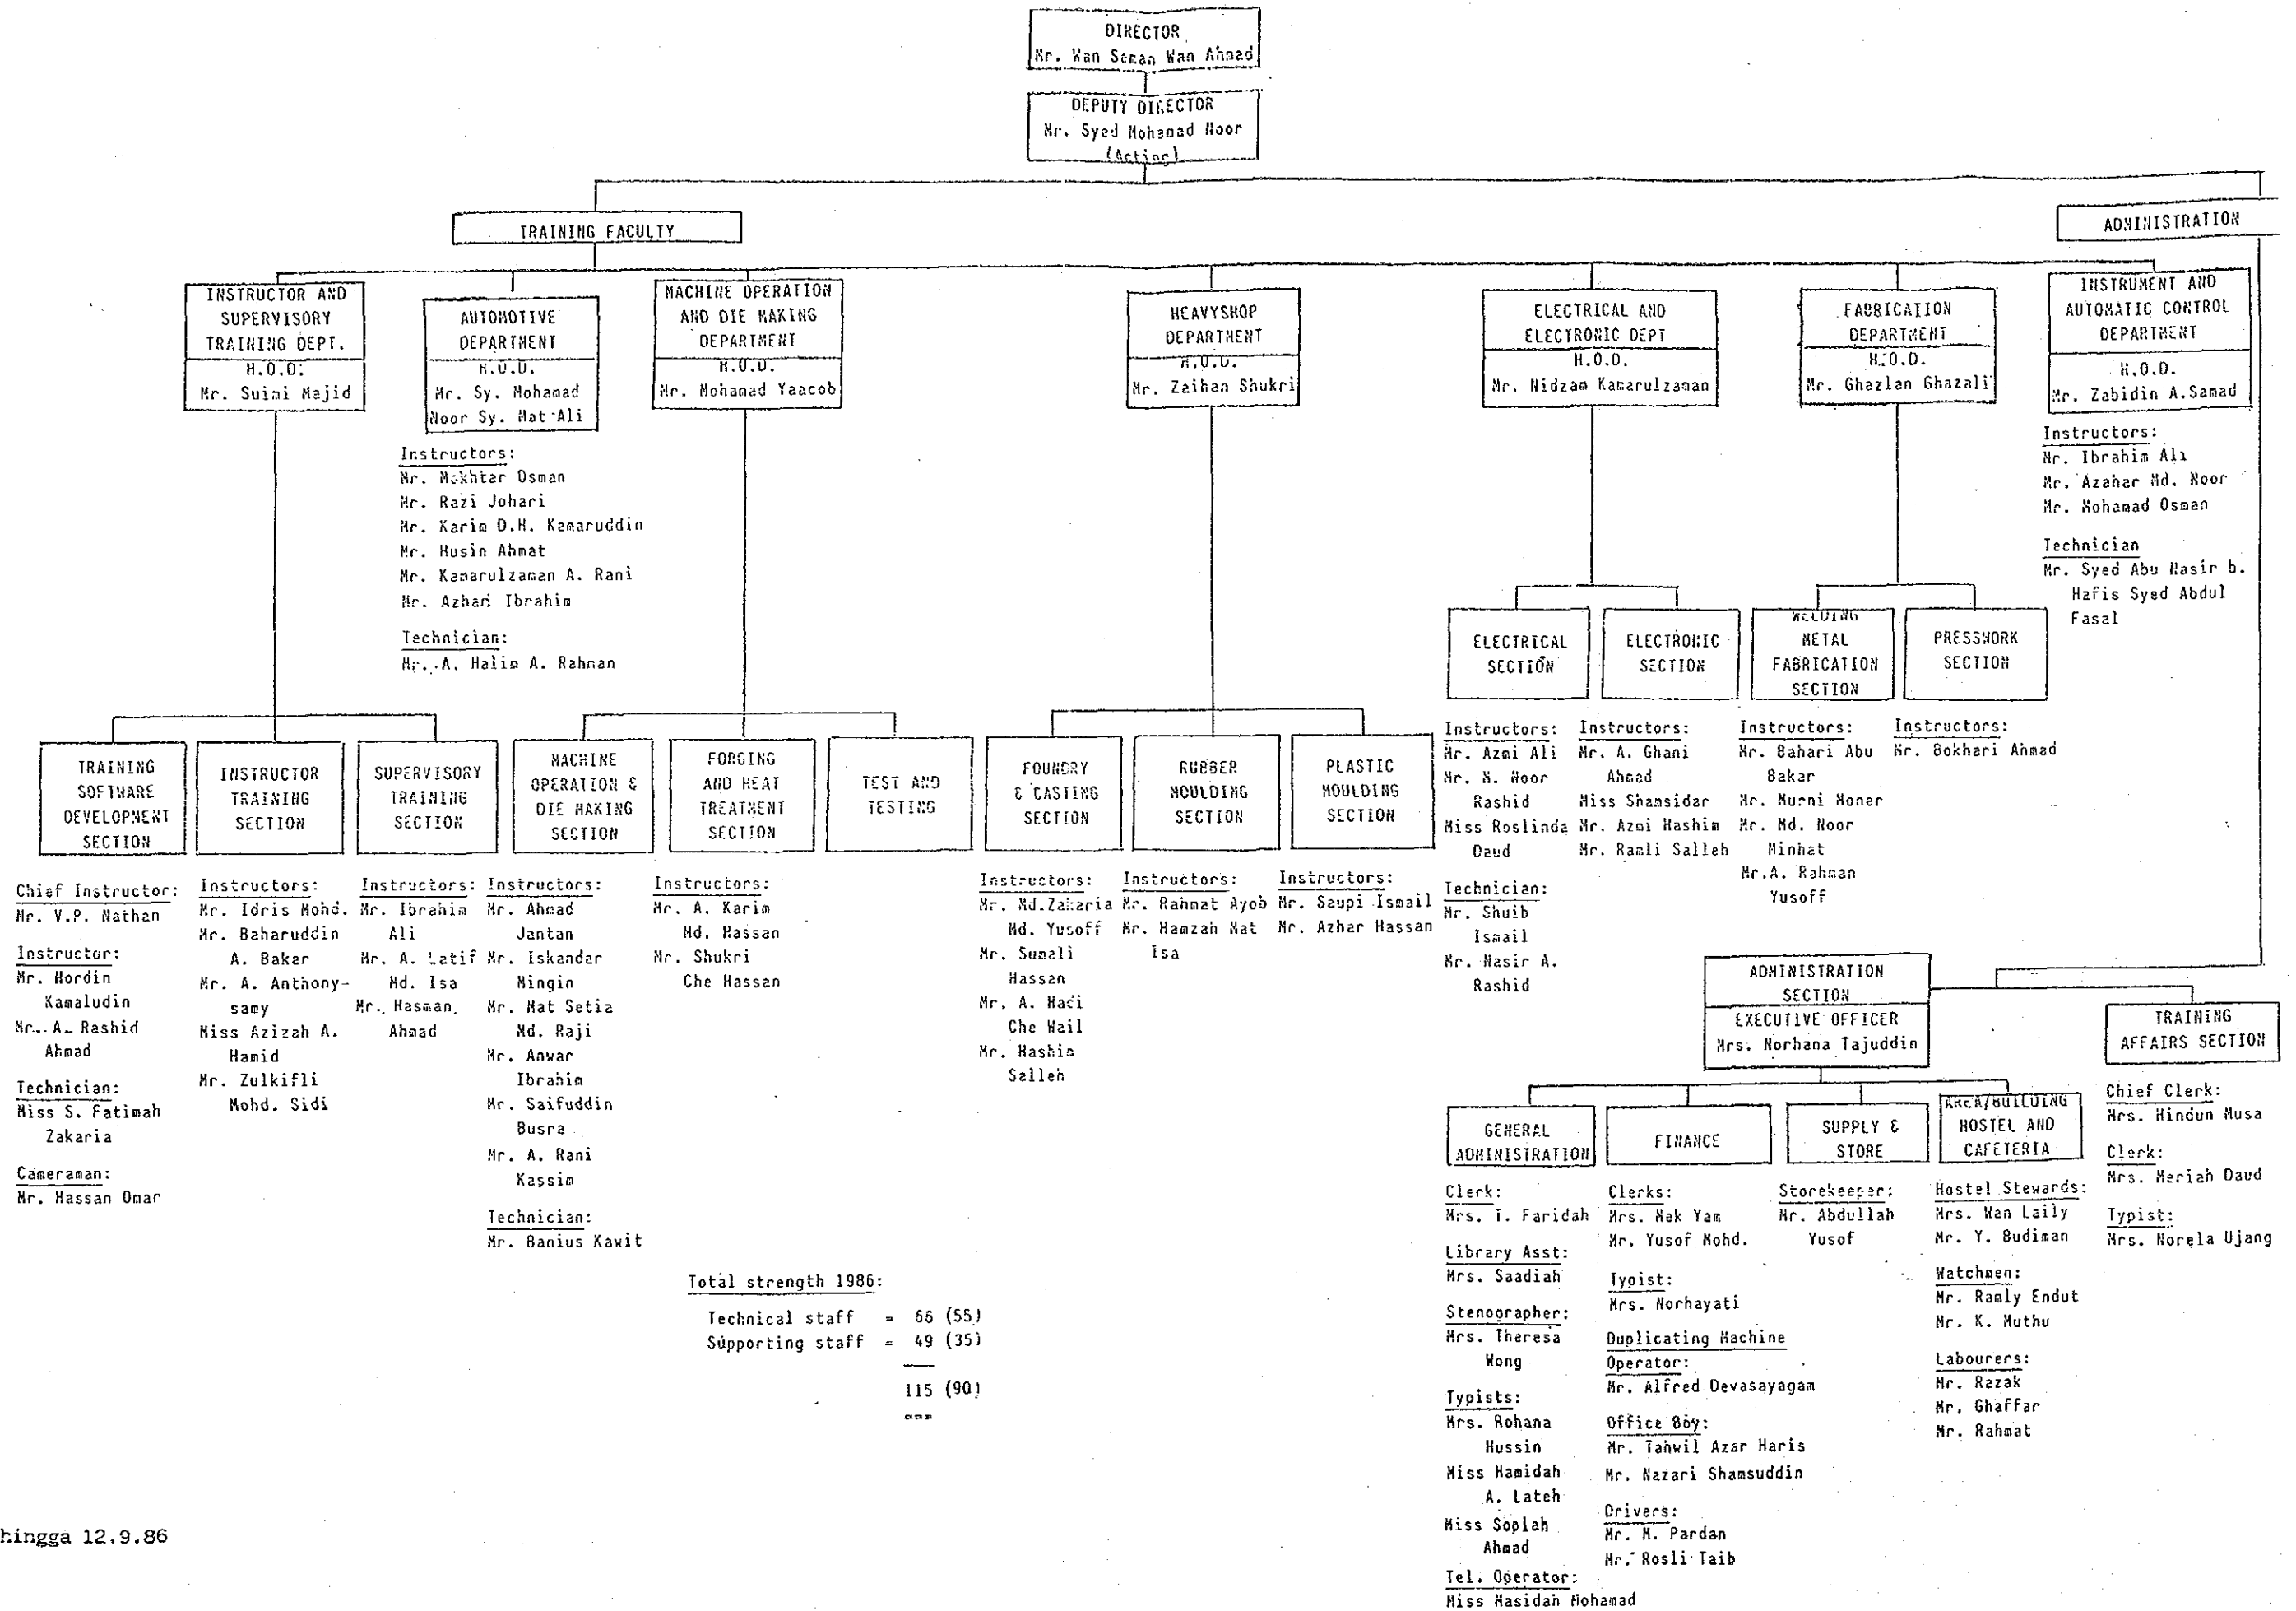 DIRECTOR
Mr. Wan Seman Wan Ahmad
DEPUTY DIRECTOR
Mr. Syed Mohamad Noor
(Acting)
TRAINING FACULTY
ADMINISTRATION
INSTRUCTOR AND
SUPERVISORY
TRAINING DEPT.
H.O.D.
Mr. Suimi Majid
AUTOMOTIVE
DEPARTMENT
H.O.D.
Mr. Sy. Mohamad
Noor Sy. Mat Ali
Instructors:
Mr. Mokhtar Osman
Mr. Razi Johari
Mr. Karim D.H. Kamaruddin
Mr. Husin Ahmat
Mr. Kamarulzaman A. Rani
Mr. Azhari Ibrahim
Technician:
Mr. A. Halim A. Rahman
MACHINE OPERATION
AND DIE MAKING
DEPARTMENT
H.O.D.
Mr. Mohamad Yaacob
HEAVYSHOP
DEPARTMENT
H.O.D.
Mr. Zaihan Shukri
ELECTRICAL AND
ELECTRONIC DEPT
H.O.D.
Mr. Nidzam Kamarulzaman
FABRICATION
DEPARTMENT
H.O.D.
Mr. Ghazlan Ghazali
INSTRUMENT AND
AUTOMATIC CONTROL
DEPARTMENT
H.O.D.
Mr. Zabidin A.Samad
Instructors:
Mr. Ibrahim Ali
Mr. Azahar Md. Noor
Mr. Mohamad Osman
Technician
Mr. Syed Abu Nasir b.
Hafis Syed Abdul
Fasal
TRAINING
SOFTWARE
DEVELOPMENT
SECTION
Chief Instructor:
Mr. V.P. Nathan
Instructor:
Mr. Nordin
Kamaludin
Mr. A. Rashid
Ahmad
Technician:
Miss S. Fatimah
Zakaria
Cameraman:
Mr. Hassan Omar
INSTRUCTOR
TRAINING
SECTION
Instructors:
Mr. Idris Mohd.
Mr. Baharuddin
A. Bakar
Mr. A. Anthony-
samy
Miss Azizah A.
Hamid
Mr. Zulkifli
Mohd. Sidi
SUPERVISORY
TRAINING
SECTION
Instructors:
Mr. Ibrahim
Ali
Mr. A. Latif
Md. Isa
Mr. Hasman
Ahmad
MACHINE
OPERATION &
DIE MAKING
SECTION
Instructors:
Mr. Ahmad
Jantan
Mr. Iskandar
Mingin
Mr. Mat Setia
Md. Raji
Mr. Anwar
Ibrahim
Mr. Saifuddin
Busra
Mr. A. Rani
Kassim
Technician:
Mr. Banius Kawit
FORGING
AND HEAT
TREATMENT
SECTION
Instructors:
Mr. A. Karim
Md. Hassan
Mr. Shukri
Che Hassan
TEST AND
TESTING
FOUNDRY
& CASTING
SECTION
Instructors:
Mr. Md.Zakaria
Md. Yusoff
Mr. Sumali
Hassan
Mr. A. Hadi
Che Wail
Mr. Hashim
Salleh
RUBBER
MOULDING
SECTION
Instructors:
Mr. Rahmat Ayob
Mr. Hamzah Mat
Isa
PLASTIC
MOULDING
SECTION
Instructors:
Mr. Saupi Ismail
Mr. Azhar Hassan
ELECTRICAL
SECTION
Instructors:
Mr. Azmi Ali
Mr. M. Noor
Rashid
Miss Roslinda
Daud
Technician:
Mr. Shuib
Ismail
Mr. Nasir A.
Rashid
ELECTRONIC
SECTION
Instructors:
Mr. A. Ghani
Ahmad
Miss Shamsidar
Mr. Azmi Hashim
Mr. Ramli Salleh
WELDING
METAL
FABRICATION
SECTION
Instructors:
Mr. Bahari Abu
Bakar
Mr. Murni Moner
Mr. Md. Noor
Minhat
Mr.A. Rahman
Yusoff
PRESSWORK
SECTION
Instructors:
Mr. Bokhari Ahmad
ADMINISTRATION
SECTION
EXECUTIVE OFFICER
Mrs. Norhana Tajuddin
TRAINING
AFFAIRS SECTION
Chief Clerk:
Mrs. Hindun Musa
Clerk:
Mrs. Meriah Daud
Typist:
Mrs. Norela Ujang
GENERAL
ADMINISTRATION
Clerk:
Mrs. T. Faridah
Library Asst:
Mrs. Saadiah
Stenographer:
Mrs. Theresa
Wong
Typists:
Mrs. Rohana
Hussin
Miss Hamidah
A. Lateh
Miss Sopiah
Ahmad
Tel. Operator:
Miss Hasidah Mohamad
FINANCE
Clerks:
Mrs. Mek Yam
Mr. Yusof Mohd.
Typist:
Mrs. Norhayati
Duplicating Machine
Operator:
Mr. Alfred Devasayagam
Office Boy:
Mr. Tahwil Azar Haris
Mr. Nazari Shamsuddin
Drivers:
Mr. M. Pardan
Mr. Rosli Taib
SUPPLY &
STORE
Storekeeper:
Mr. Abdullah
Yusof
AREA/BUILDING
HOSTEL AND
CAFETERIA
Hostel Stewards:
Mrs. Wan Laily
Mr. Y. Budiman
Watchmen:
Mr. Ramly Endut
Mr. K. Muthu
Labourers:
Mr. Razak
Mr. Ghaffar
Mr. Rahmat
Total strength 1986:
Technical staff = 66 (55)
Supporting staff = 49 (35)
115 (90)
===
hingga 12.9.86